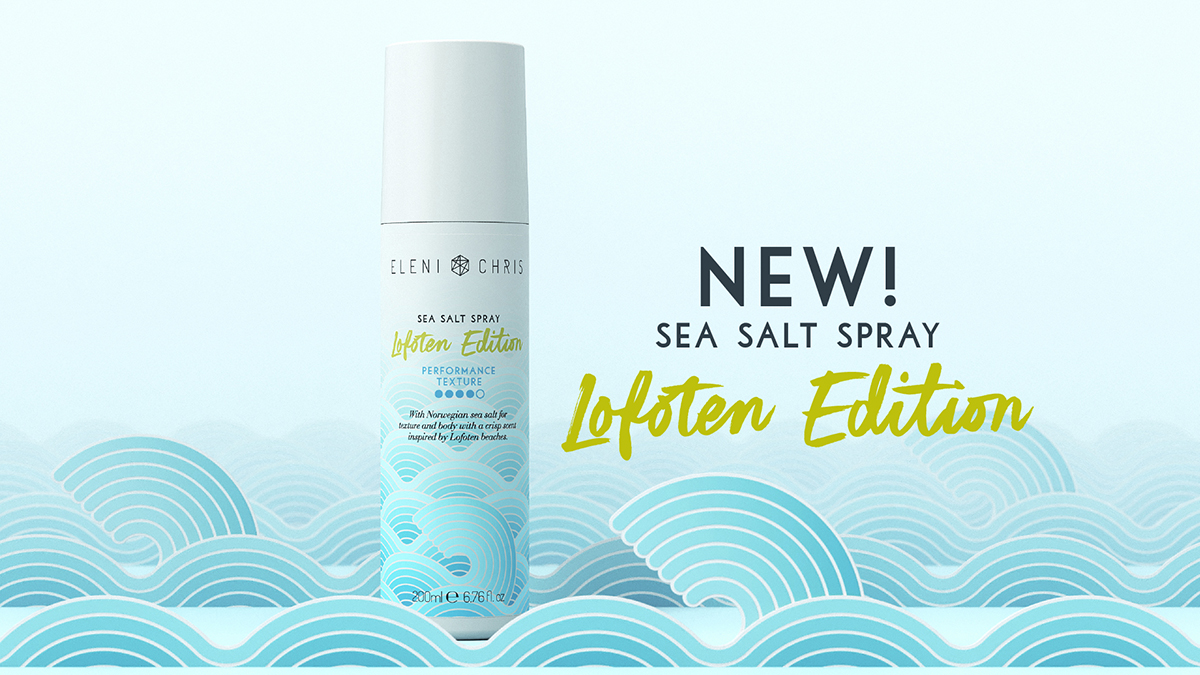 ELENI CHRIS
SEA SALT SPRAY
Lofoten Edition
PERFORMANCE
TEXTURE
With Norwegian sea salt for
texture and body with a crisp scent
inspired by Lofoten beaches.
200ml ℮ 6.76 fl. oz
NEW!
SEA SALT SPRAY
Lofoten Edition